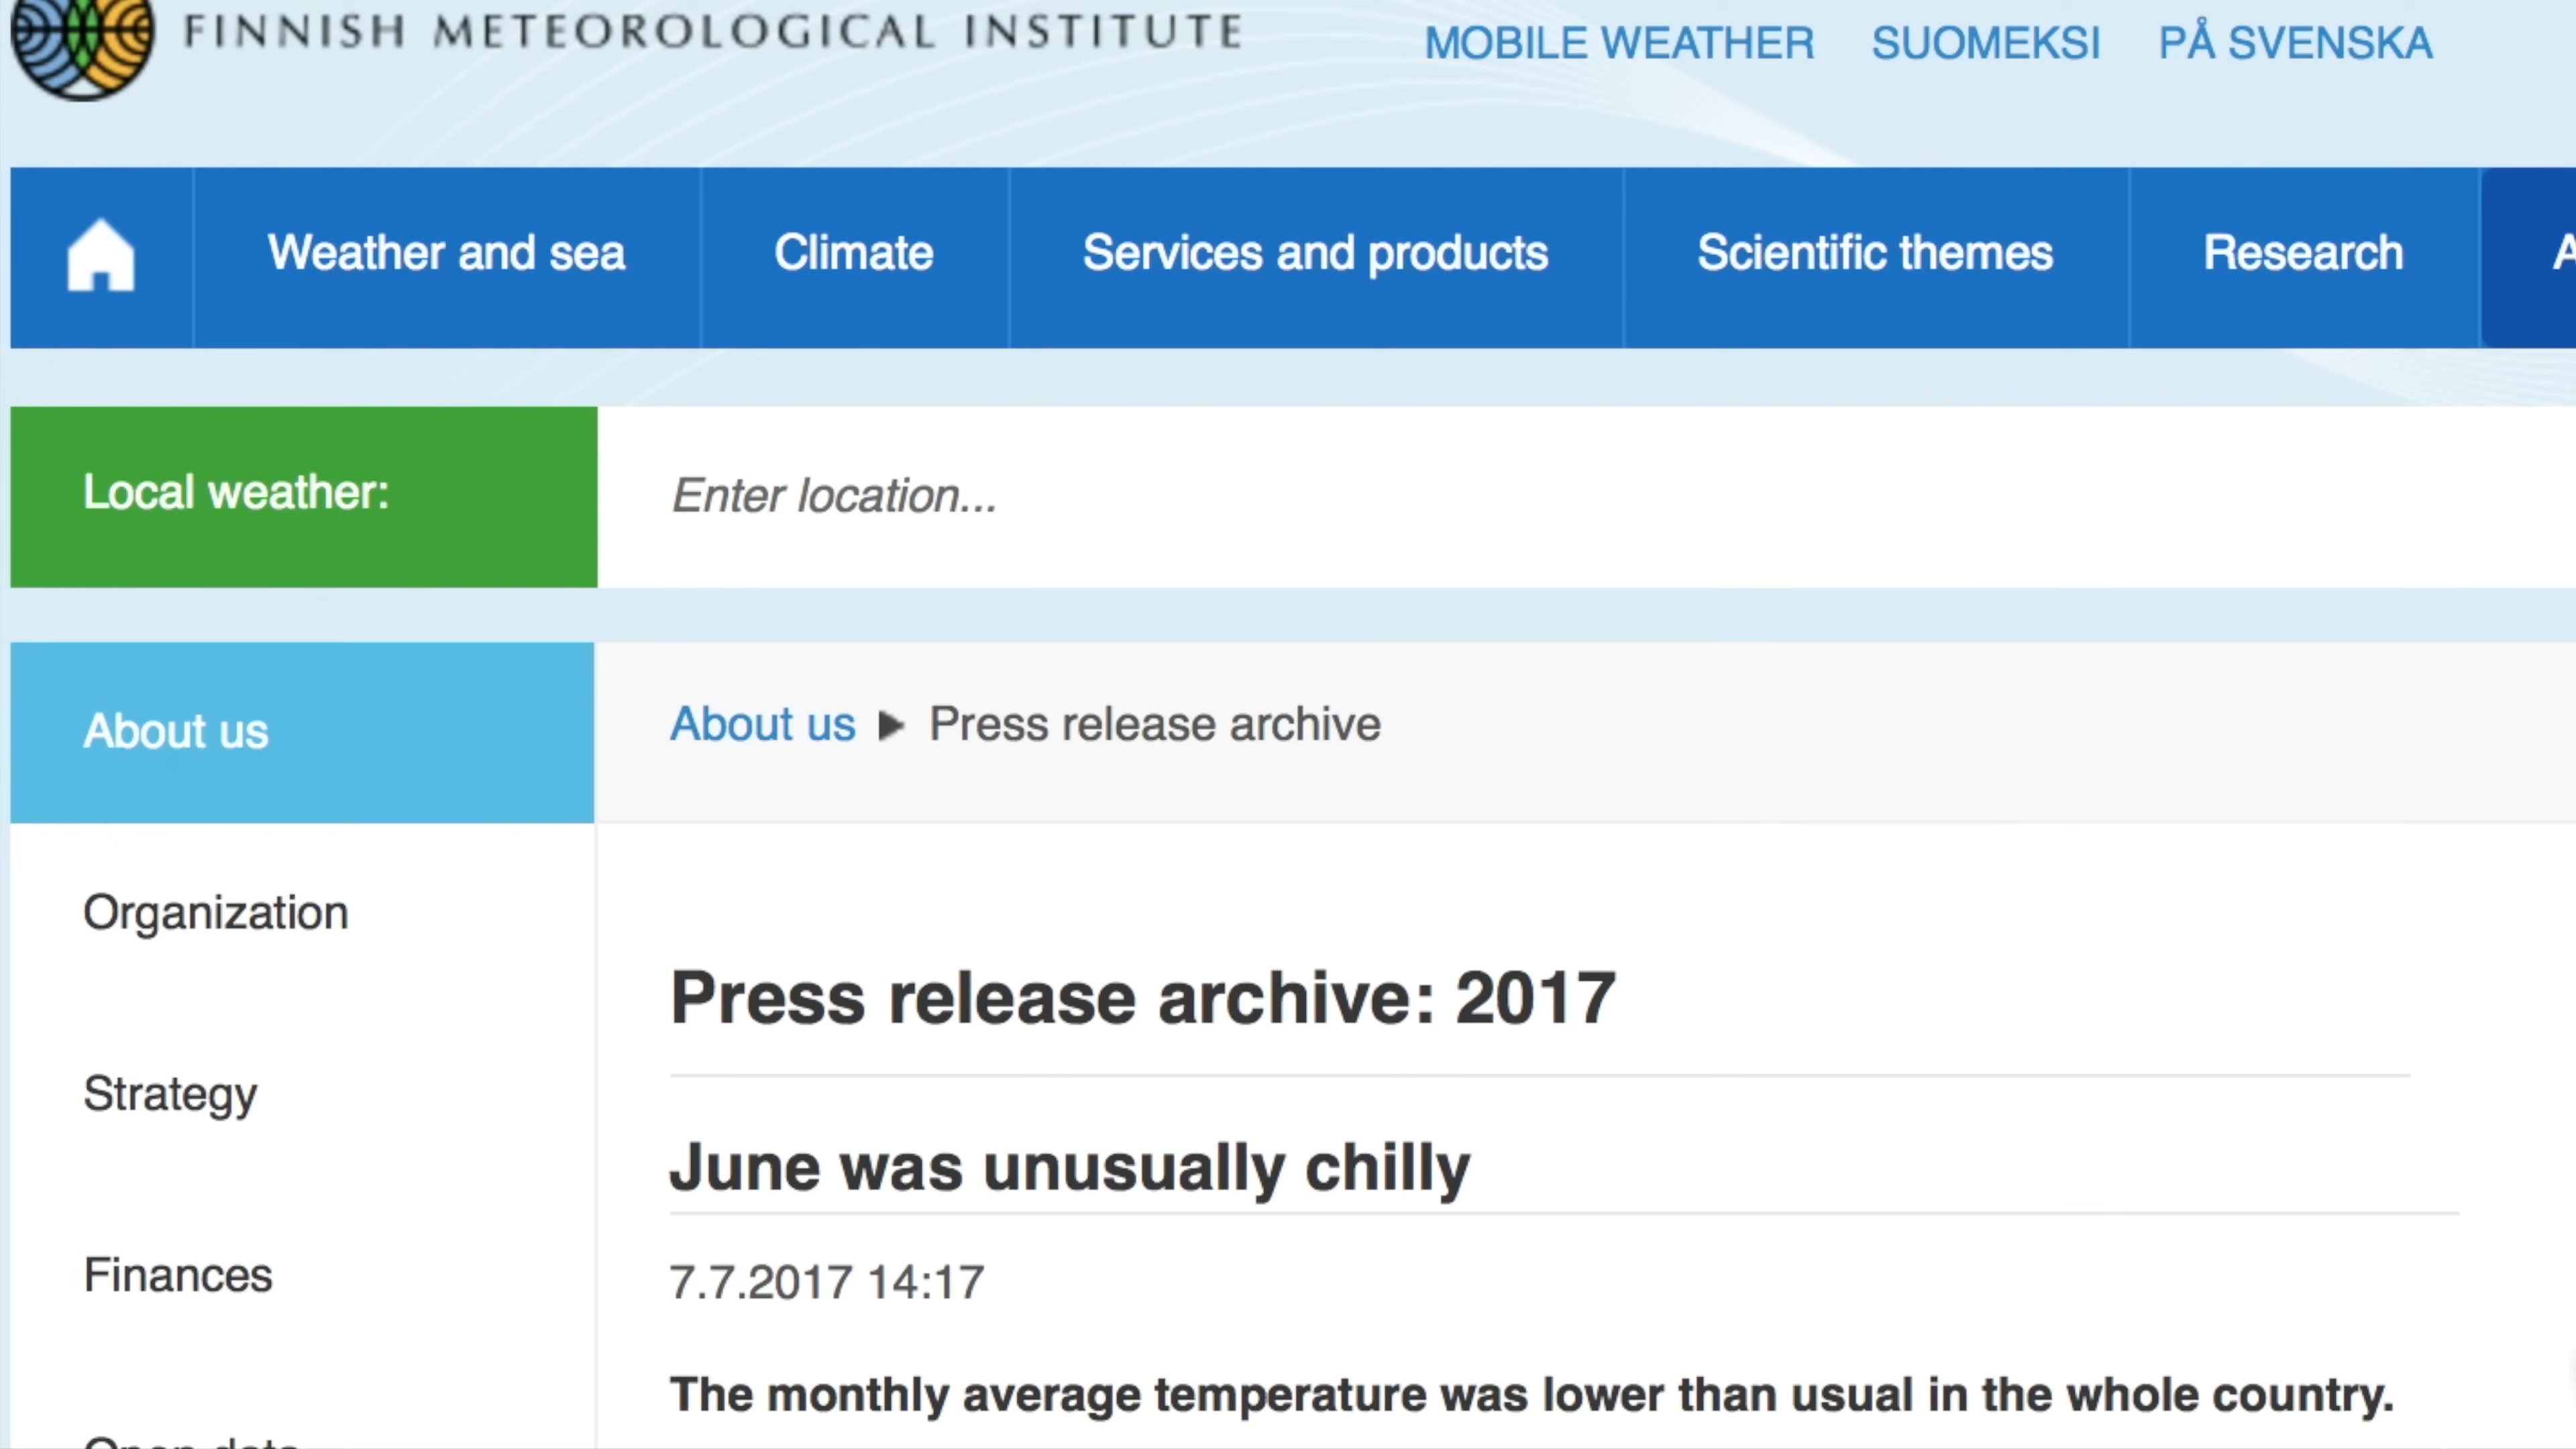 FINNISH METEOROLOGICAL INSTITUTE
MOBILE WEATHER SUOMEKSI PÅ SVENSKA
Weather and sea Climate Services and products Scientific themes Research
Local weather: Enter location...
About us
About us ▶ Press release archive
Organization
Strategy
Finances
Open data
Press release archive: 2017
June was unusually chilly
7.7.2017 14:17
The monthly average temperature was lower than usual in the whole country.